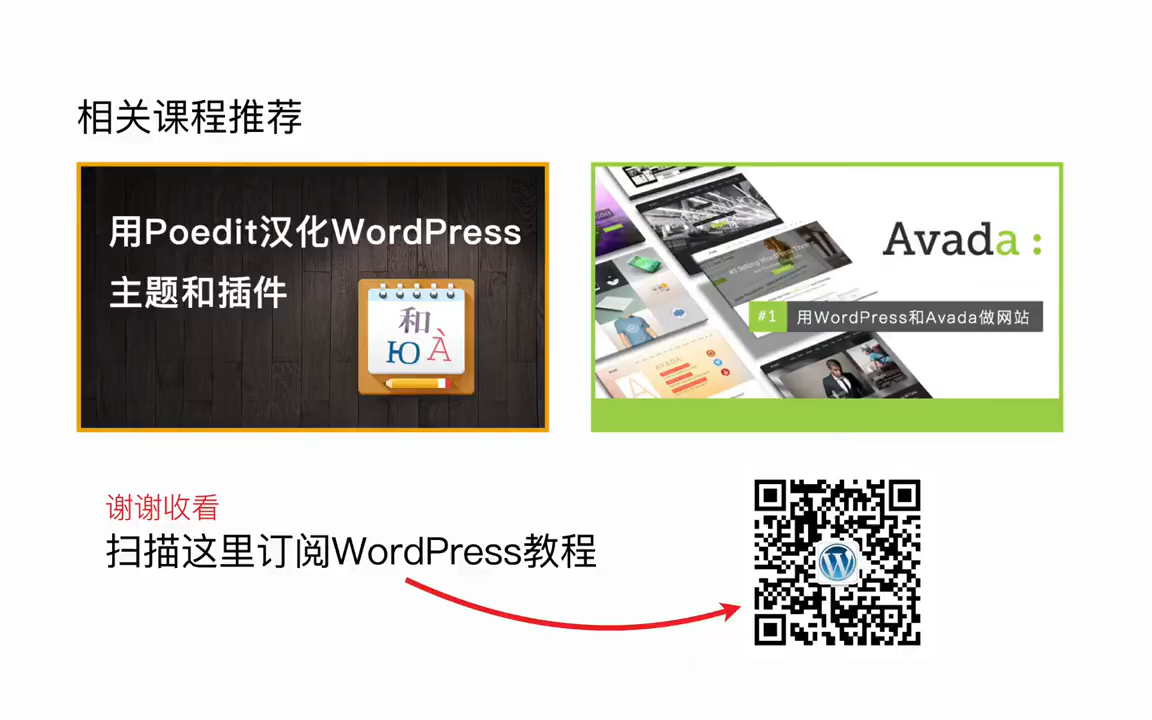 相关课程推荐
用Poedit汉化WordPress
主题和插件
和
Ю À
Avada:
#1 用WordPress和Avada做网站
AVADA
谢谢收看
扫描这里订阅WordPress教程